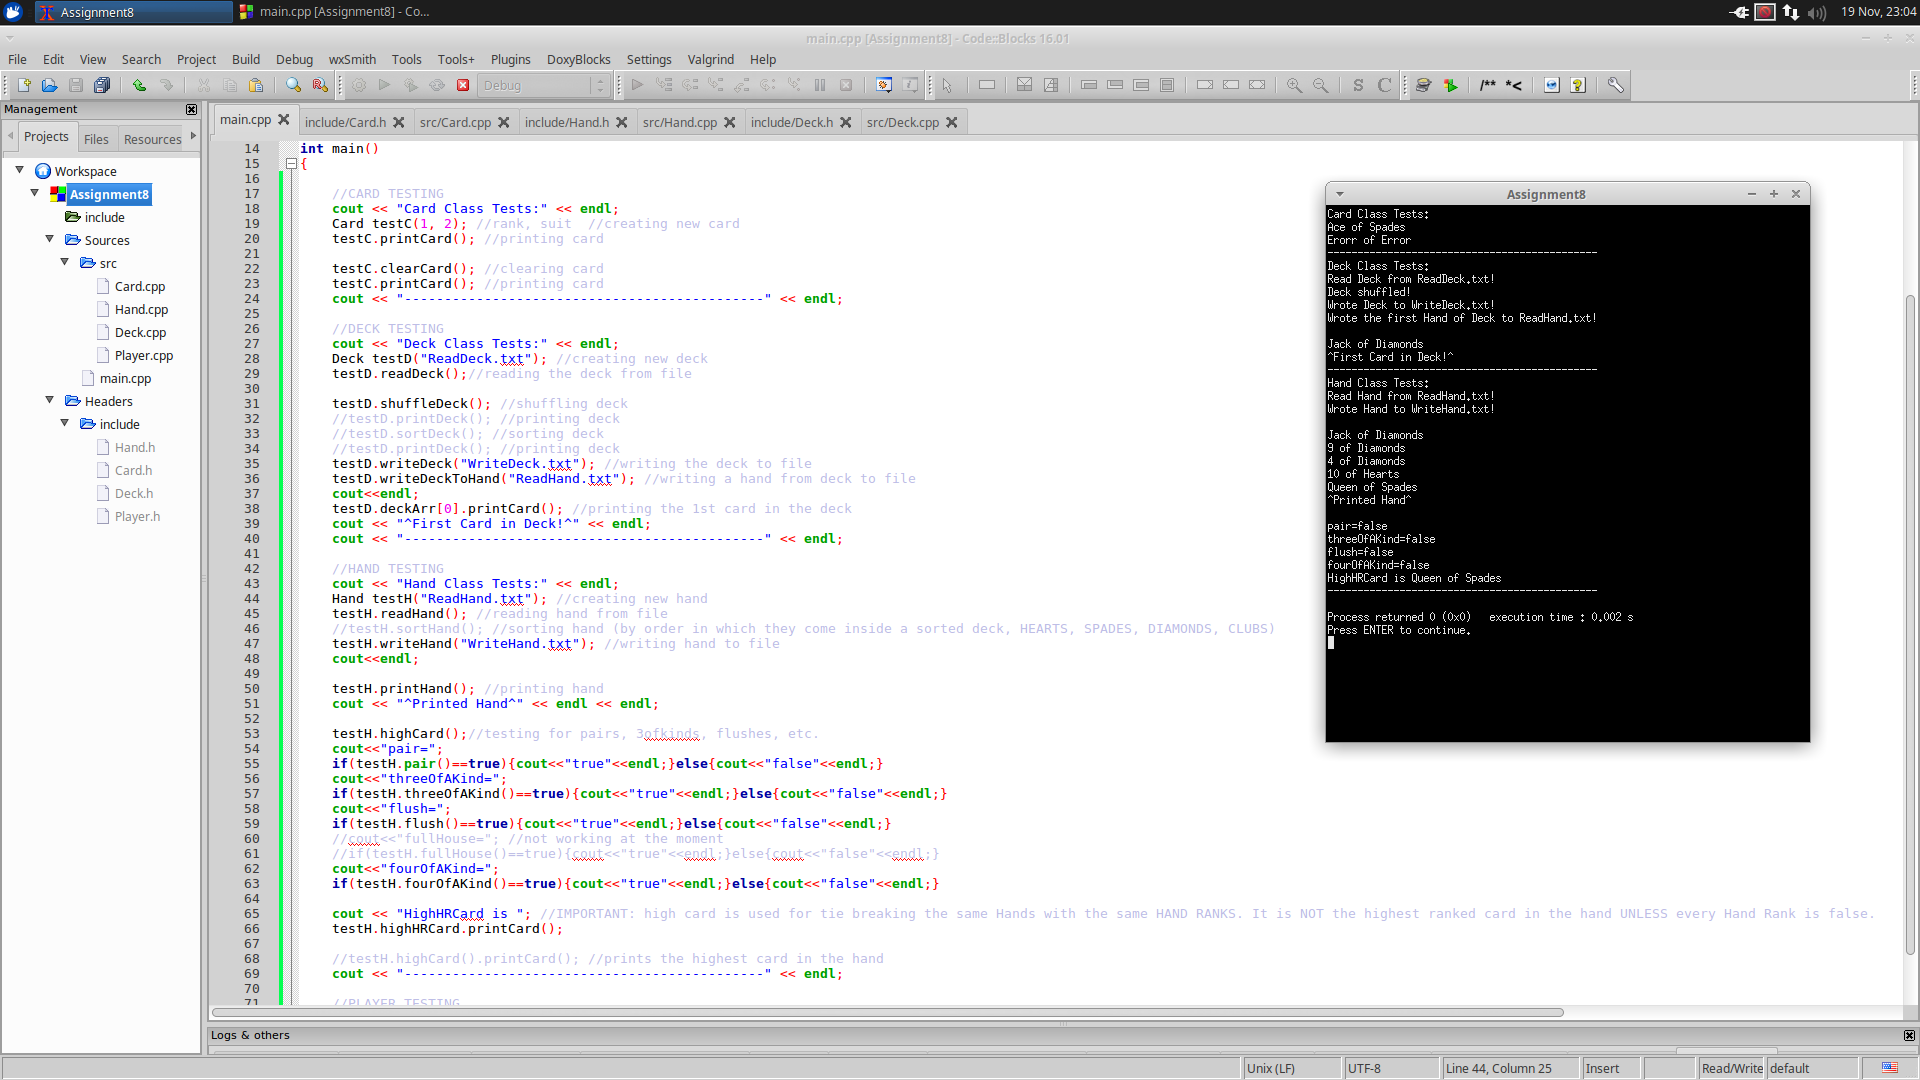 Assignment8
main.cpp [Assignment8] - Co...
19 Nov, 23:04
main.cpp [Assignment8] - Code::Blocks 16.01
File Edit View Search Project Build Debug wxSmith Tools Tools+ Plugins DoxyBlocks Settings Valgrind Help
Debug
S C /** *<
Management
Projects Files Resources
Workspace
Assignment8
include
Sources
src
Card.cpp
Hand.cpp
Deck.cpp
Player.cpp
main.cpp
Headers
include
Hand.h
Card.h
Deck.h
Player.h
main.cpp include/Card.h src/Card.cpp include/Hand.h src/Hand.cpp include/Deck.h src/Deck.cpp
14 int main()
15 {
16
17 //CARD TESTING
18 cout << "Card Class Tests:" << endl;
19 Card testC(1, 2); //rank, suit  //creating new card
20 testC.printCard(); //printing card
21
22 testC.clearCard(); //clearing card
23 testC.printCard(); //printing card
24 cout << "---------------------------------------------" << endl;
25
26 //DECK TESTING
27 cout << "Deck Class Tests:" << endl;
28 Deck testD("ReadDeck.txt"); //creating new deck
29 testD.readDeck();//reading the deck from file
30
31 testD.shuffleDeck(); //shuffling deck
32 //testD.printDeck(); //printing deck
33 //testD.sortDeck(); //sorting deck
34 //testD.printDeck(); //printing deck
35 testD.writeDeck("WriteDeck.txt"); //writing the deck to file
36 testD.writeDeckToHand("ReadHand.txt"); //writing a hand from deck to file
37 cout<<endl;
38 testD.deckArr[0].printCard(); //printing the 1st card in the deck
39 cout << "^First Card in Deck!^" << endl;
40 cout << "---------------------------------------------" << endl;
41
42 //HAND TESTING
43 cout << "Hand Class Tests:" << endl;
44 Hand testH("ReadHand.txt"); //creating new hand
45 testH.readHand(); //reading hand from file
46 //testH.sortHand(); //sorting hand (by order in which they come inside a sorted deck, HEARTS, SPADES, DIAMONDS, CLUBS)
47 testH.writeHand("WriteHand.txt"); //writing hand to file
48 cout<<endl;
49
50 testH.printHand(); //printing hand
51 cout << "^Printed Hand^" << endl << endl;
52
53 testH.highCard();//testing for pairs, 3ofkinds, flushes, etc.
54 cout<<"pair=";
55 if(testH.pair()==true){cout<<"true"<<endl;}else{cout<<"false"<<endl;}
56 cout<<"threeOfAKind=";
57 if(testH.threeOfAKind()==true){cout<<"true"<<endl;}else{cout<<"false"<<endl;}
58 cout<<"flush=";
59 if(testH.flush()==true){cout<<"true"<<endl;}else{cout<<"false"<<endl;}
60 //cout<<"fullHouse="; //not working at the moment
61 //if(testH.fullHouse()==true){cout<<"true"<<endl;}else{cout<<"false"<<endl;}
62 cout<<"fourOfAKind=";
63 if(testH.fourOfAKind()==true){cout<<"true"<<endl;}else{cout<<"false"<<endl;}
64
65 cout << "HighHRCard is "; //IMPORTANT: high card is used for tie breaking the same Hands with the same HAND RANKS. It is NOT the highest ranked card in the hand UNLESS every Hand Rank is false.
66 testH.highHRCard.printCard();
67
68 //testH.highCard().printCard(); //prints the highest card in the hand
69 cout << "---------------------------------------------" << endl;
70
71 //PLAYER TESTING
Assignment8
Card Class Tests:
Ace of Spades
Erorr of Error
---------------------------------------------
Deck Class Tests:
Read Deck from ReadDeck.txt!
Deck shuffled!
Wrote Deck to WriteDeck.txt!
Wrote the first Hand of Deck to ReadHand.txt!
Jack of Diamonds
^First Card in Deck!^
---------------------------------------------
Hand Class Tests:
Read Hand from ReadHand.txt!
Wrote Hand to WriteHand.txt!
Jack of Diamonds
9 of Diamonds
4 of Diamonds
10 of Hearts
Queen of Spades
^Printed Hand^
pair=false
threeOfAKind=false
flush=false
fourOfAKind=false
HighHRCard is Queen of Spades
---------------------------------------------
Process returned 0 (0x0)   execution time : 0.002 s
Press ENTER to continue.
Logs & others
Unix (LF) UTF-8 Line 44, Column 25 Insert Read/Write default